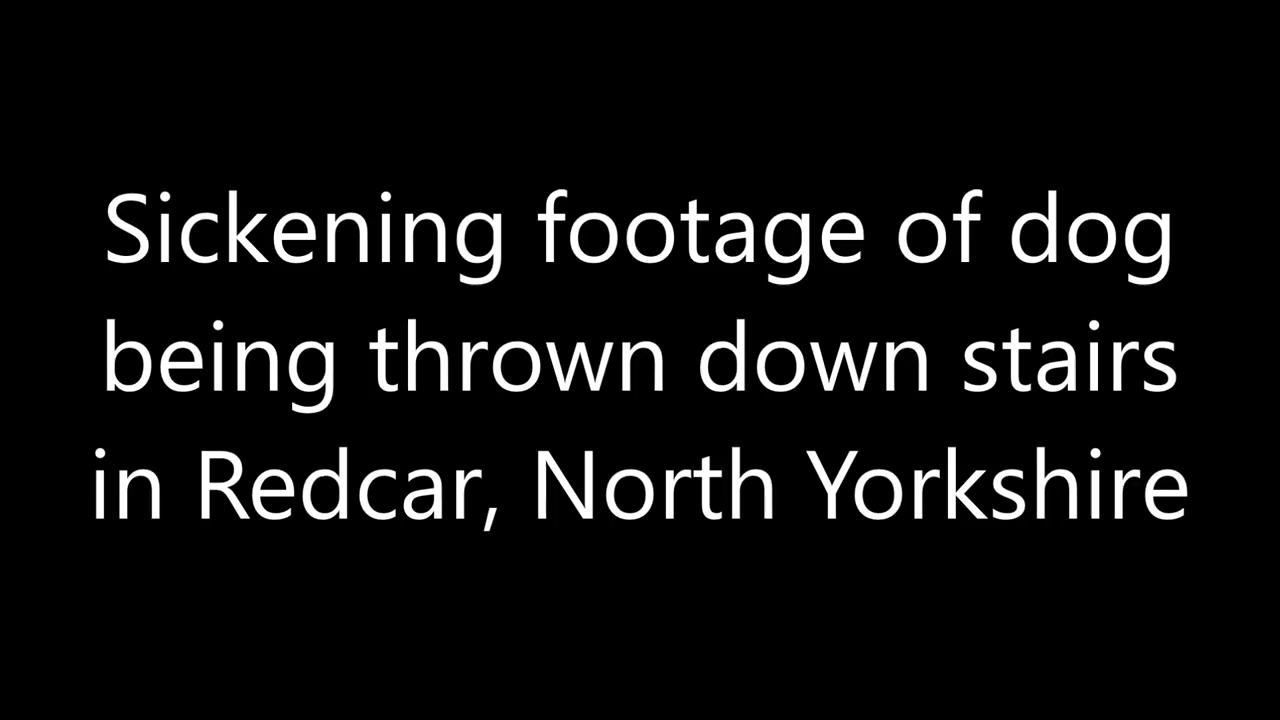 Sickening footage of dog
being thrown down stairs
in Redcar, North Yorkshire